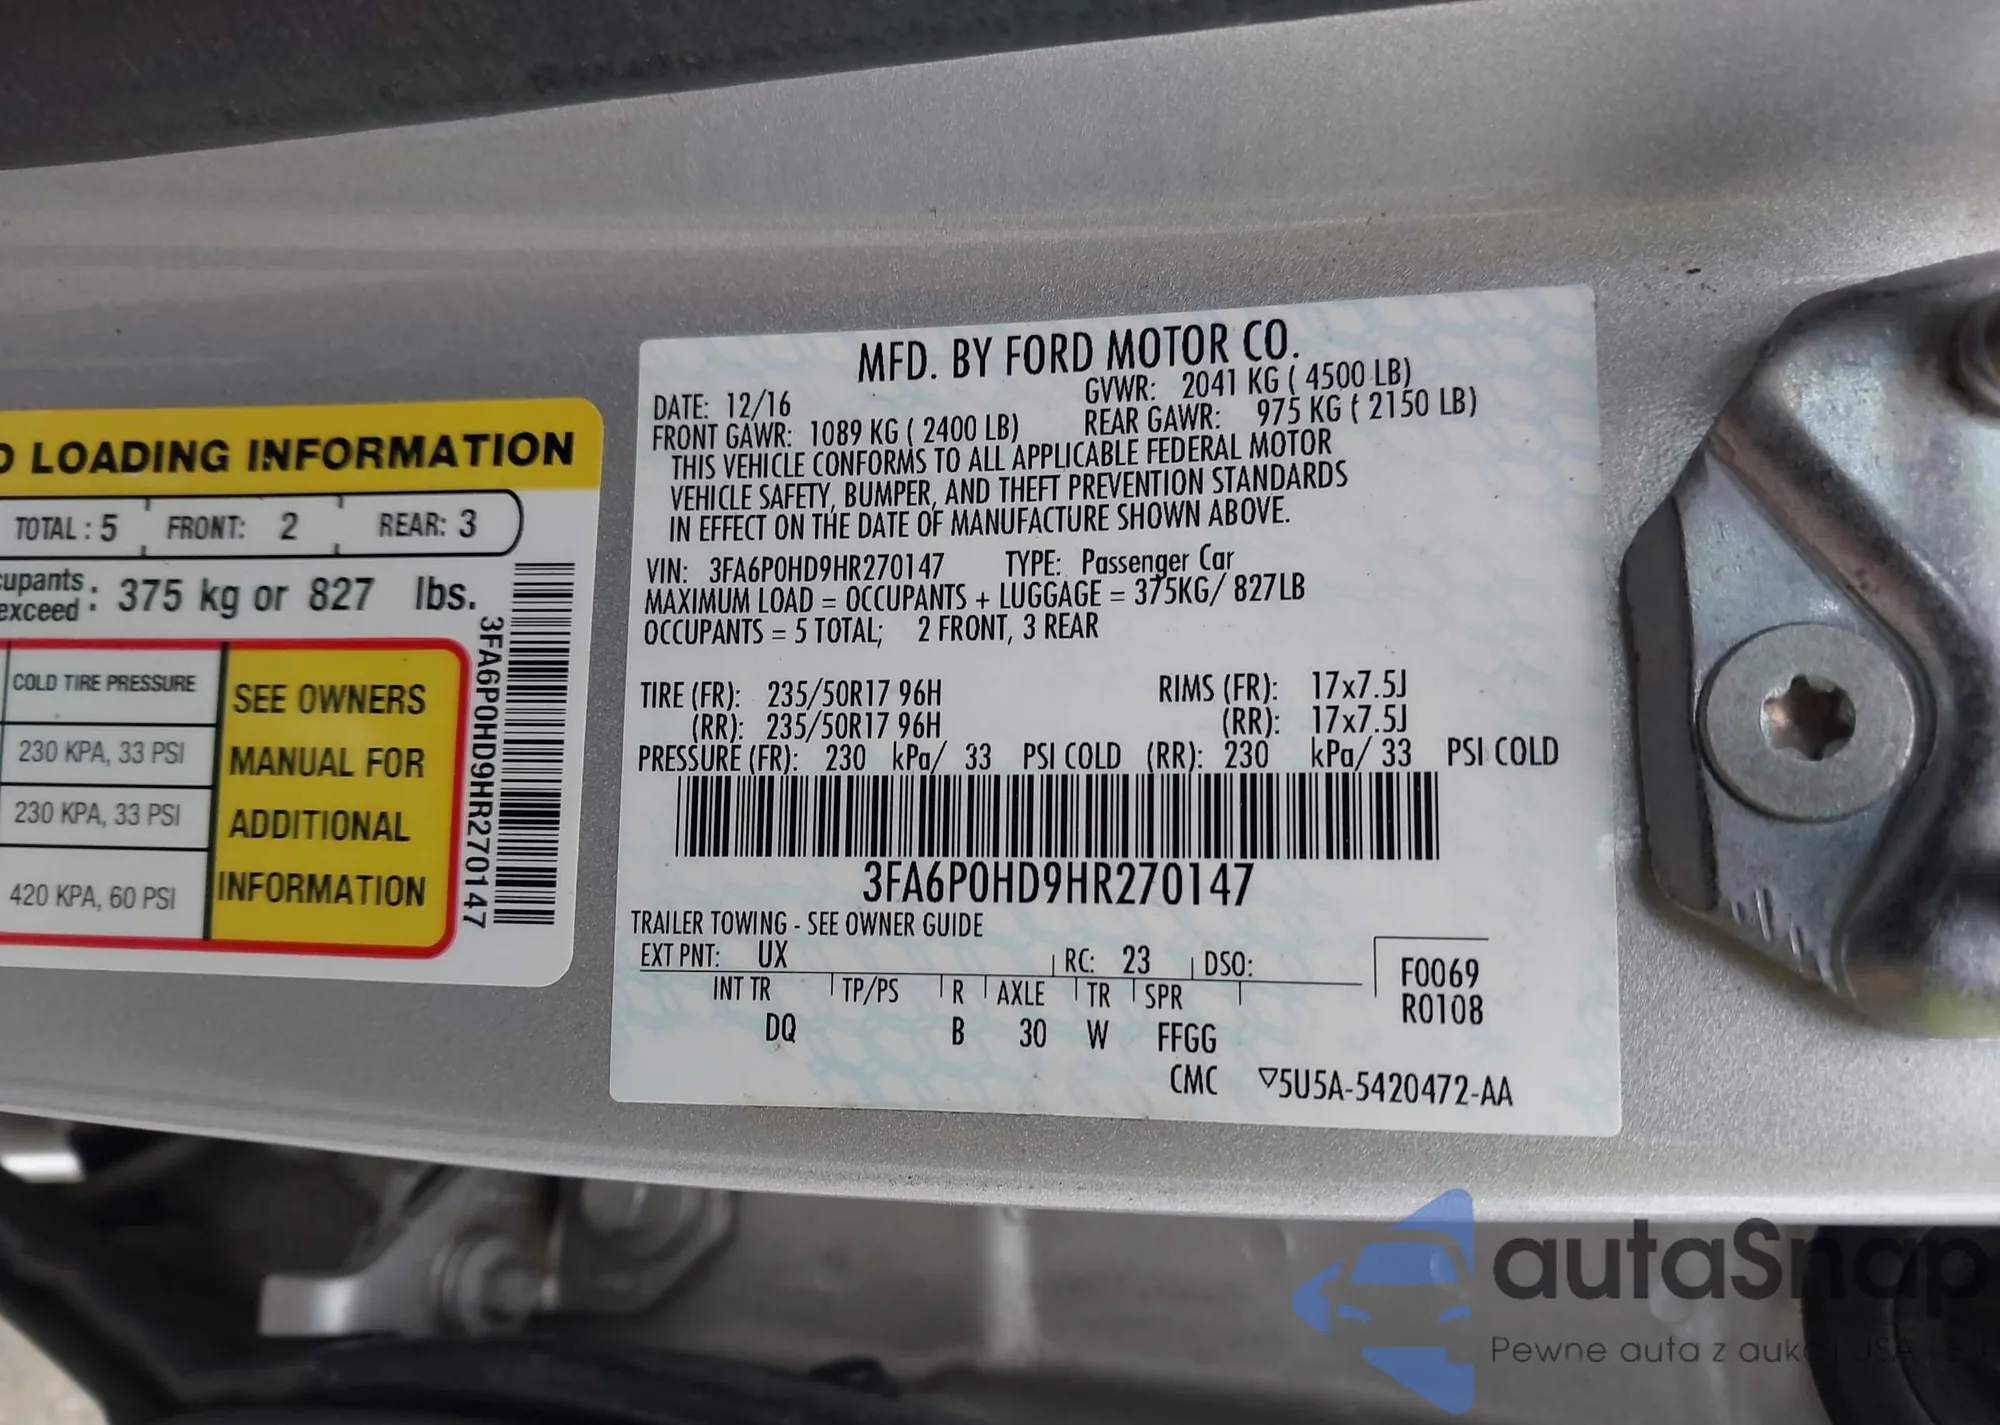 D LOADING INFORMATION
TOTAL : 5 FRONT: 2 REAR: 3
cupants : 375 kg or 827 lbs.
exceed :
COLD TIRE PRESSURE
230 KPA, 33 PSI
230 KPA, 33 PSI
420 KPA, 60 PSI
SEE OWNERS
MANUAL FOR
ADDITIONAL
INFORMATION
3FA6P0HD9HR270147
MFD. BY FORD MOTOR CO.
DATE: 12/16 GVWR: 2041 KG ( 4500 LB)
FRONT GAWR: 1089 KG ( 2400 LB) REAR GAWR: 975 KG ( 2150 LB)
THIS VEHICLE CONFORMS TO ALL APPLICABLE FEDERAL MOTOR
VEHICLE SAFETY, BUMPER, AND THEFT PREVENTION STANDARDS
IN EFFECT ON THE DATE OF MANUFACTURE SHOWN ABOVE.
VIN: 3FA6P0HD9HR270147 TYPE: Passenger Car
MAXIMUM LOAD = OCCUPANTS + LUGGAGE = 375KG/ 827LB
OCCUPANTS = 5 TOTAL; 2 FRONT, 3 REAR
TIRE (FR): 235/50R17 96H RIMS (FR): 17x7.5J
(RR): 235/50R17 96H (RR): 17x7.5J
PRESSURE (FR): 230 kPa/ 33 PSI COLD (RR): 230 kPa/ 33 PSI COLD
3FA6P0HD9HR270147
TRAILER TOWING - SEE OWNER GUIDE
EXT PNT: UX RC: 23 DSO:
INT TR TP/PS R AXLE TR SPR
DQ B 30 W FFGG
F0069
R0108
CMC ▽5U5A-5420472-AA
autaSnap
Pewne auta z aukcji USA i EU